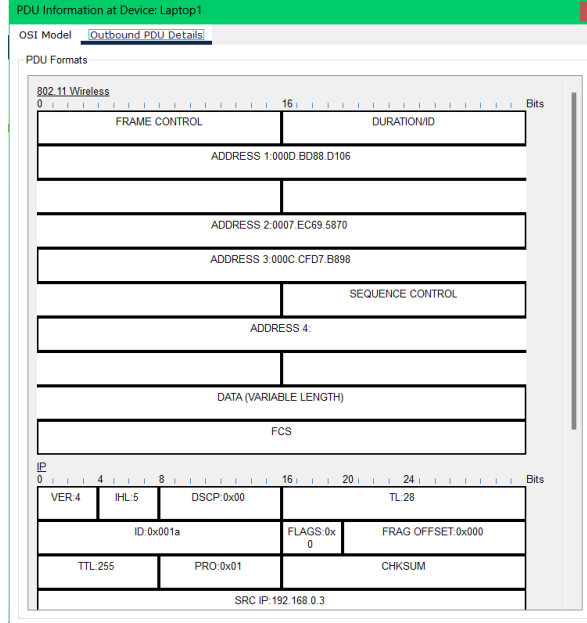 PDU Information at Device: Laptop1
OSI Model Outbound PDU Details
PDU Formats
802.11 Wireless
0 16 Bits
FRAME CONTROL DURATION/ID
ADDRESS 1:000D.BD88.D106
ADDRESS 2:0007.EC69.5870
ADDRESS 3:000C.CFD7.B898
SEQUENCE CONTROL
ADDRESS 4:
DATA (VARIABLE LENGTH)
FCS
IP
0 4 8 16 20 24 Bits
VER:4 IHL:5 DSCP:0x00 TL:28
ID:0x001a FLAGS:0x
0 FRAG OFFSET:0x000
TTL:255 PRO:0x01 CHKSUM
SRC IP:192.168.0.3